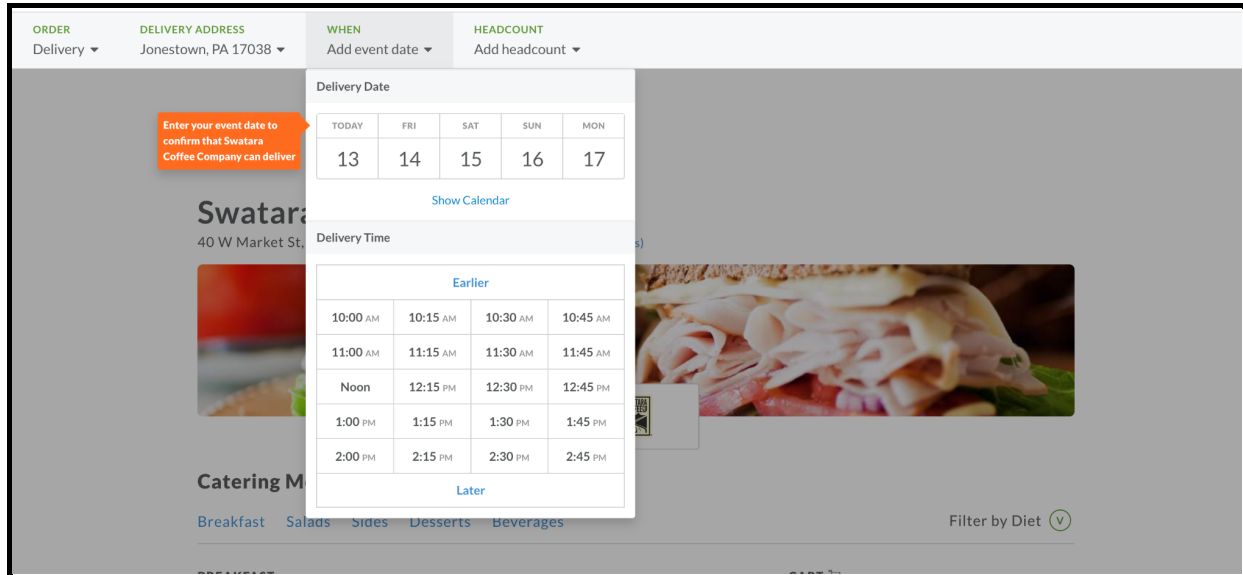 ORDER DELIVERY ADDRESS WHEN HEADCOUNT
Delivery Jonestown, PA 17038 Add event date Add headcount
Delivery Date
Enter your event date to
confirm that Swatara
Coffee Company can deliver
TODAY FRI SAT SUN MON
13 14 15 16 17
Show Calendar
Swatara
40 W Market St,
Delivery Time
s)
Earlier
10:00 AM 10:15 AM 10:30 AM 10:45 AM
11:00 AM 11:15 AM 11:30 AM 11:45 AM
Noon 12:15 PM 12:30 PM 12:45 PM
1:00 PM 1:15 PM 1:30 PM 1:45 PM
2:00 PM 2:15 PM 2:30 PM 2:45 PM
Later
Catering M
Breakfast Salads Sides Desserts Beverages
Filter by Diet V
BREAKFAST CART